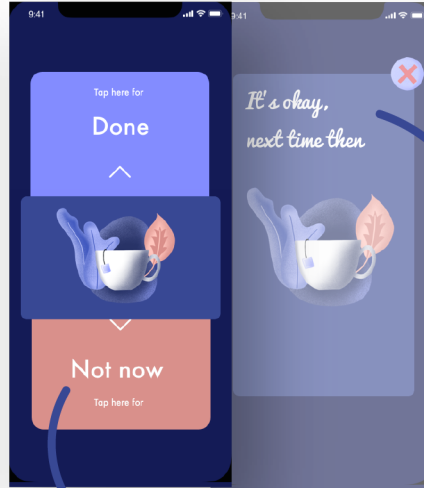 9:41
Tap here for
Done
Not now
Tap here for
9:41
It's okay,
next time then